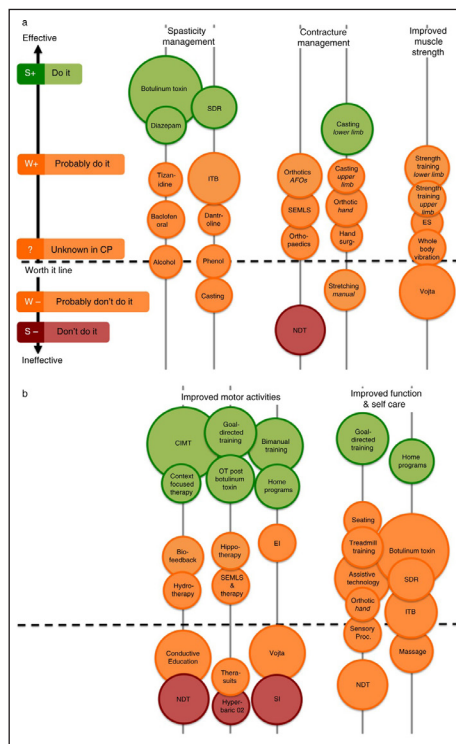 a
Effective
Spasticity
management
Contracture
management
Improved
muscle
strength
S+ Do it
Botulinum toxin
SDR
Diazepam
Casting
lower limb
W+ Probably do it
Tizan-
idine
ITB
Orthotics
AFOs
Casting
upper
limb
Strength
training
lower limb
Strength
training
upper
limb
Baclofen
oral
Dant-
roline
SEMLS
Orthotic
hand
ES
? Unknown in CP
Ortho-
paedics
Hand
surg-
Whole
body
vibration
Alcohol
Phenol
Worth it line
W – Probably don't do it
Casting
Stretching
manual
Vojta
S – Don't do it
NDT
Ineffective
b
Improved motor activities
Improved function
& self care
CIMT
Goal-
directed
training
Bimanual
training
Goal-
directed
training
Home
programs
Context
focused
therapy
OT post
botulinum
toxin
Home
programs
Seating
Bio-
feedback
Hippo-
therapy
EI
Treadmill
training
Botulinum toxin
Hydro-
therapy
SEMLS
& therapy
Assistive
technology
SDR
Orthotic
hand
ITB
Sensory
Proc.
Conductive
Education
Vojta
Massage
Thera-
suits
NDT
NDT
Hyper-
baric 02
SI